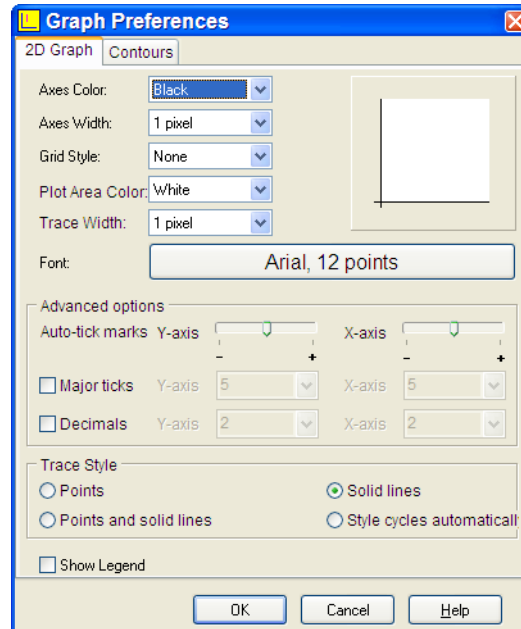 Graph Preferences
2D Graph Contours
Axes Color: Black
Axes Width: 1 pixel
Grid Style: None
Plot Area Color: White
Trace Width: 1 pixel
Font: Arial, 12 points
Advanced options
Auto-tick marks Y-axis X-axis
- + - +
Major ticks Y-axis 5 X-axis 5
Decimals Y-axis 2 X-axis 2
Trace Style
Points Solid lines
Points and solid lines Style cycles automatically
Show Legend
OK Cancel Help